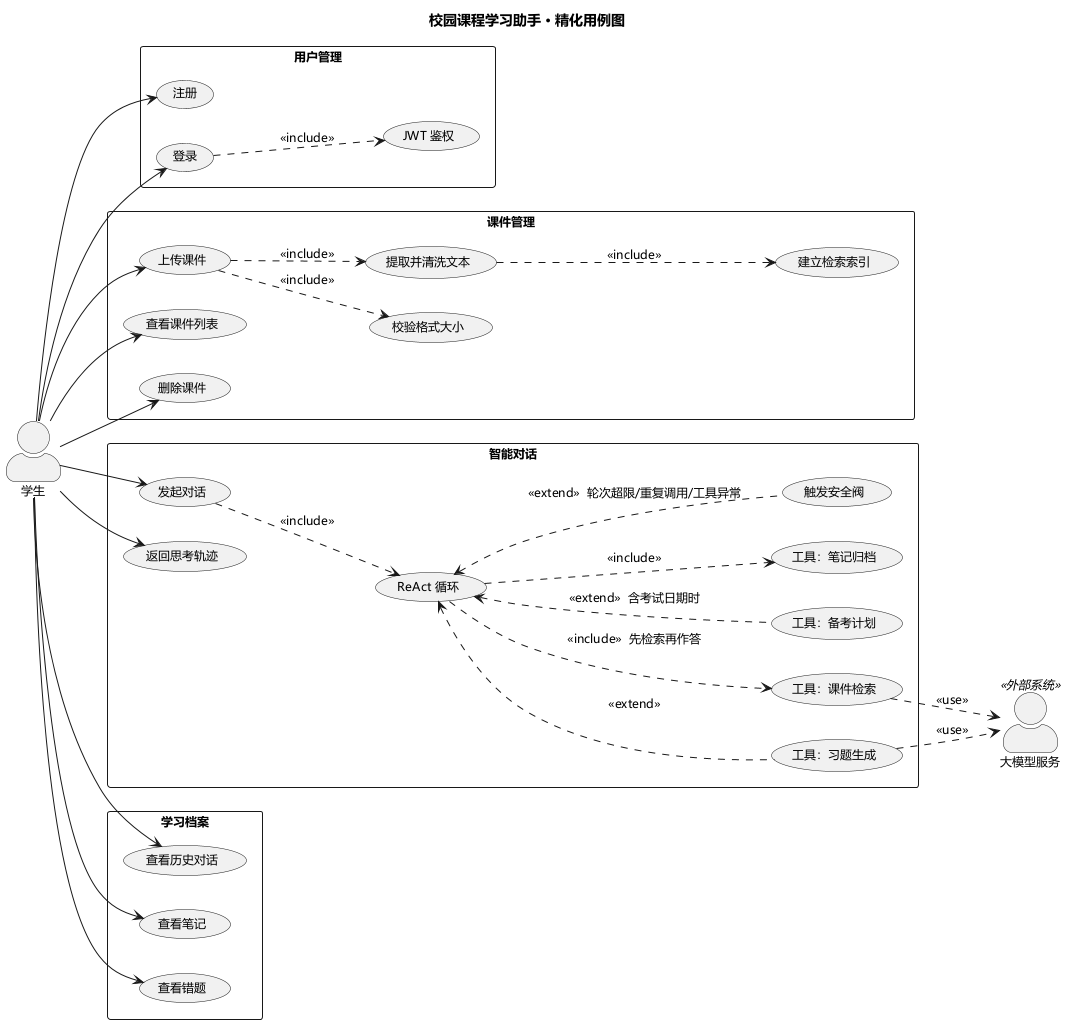 校园课程学习助手 · 精化用例图
用户管理
注册
登录
«include»
JWT 鉴权
课件管理
上传课件
«include»
提取并清洗文本
«include»
建立检索索引
«include»
校验格式大小
查看课件列表
删除课件
学生
智能对话
发起对话
返回思考轨迹
«include»
ReAct 循环
«extend» 轮次超限/重复调用/工具异常
触发安全阀
«include»
工具：笔记归档
«extend» 含考试日期时
工具：备考计划
«include» 先检索再作答
工具：课件检索
«extend»
工具：习题生成
«use»
«use»
«外部系统»
大模型服务
学习档案
查看历史对话
查看笔记
查看错题